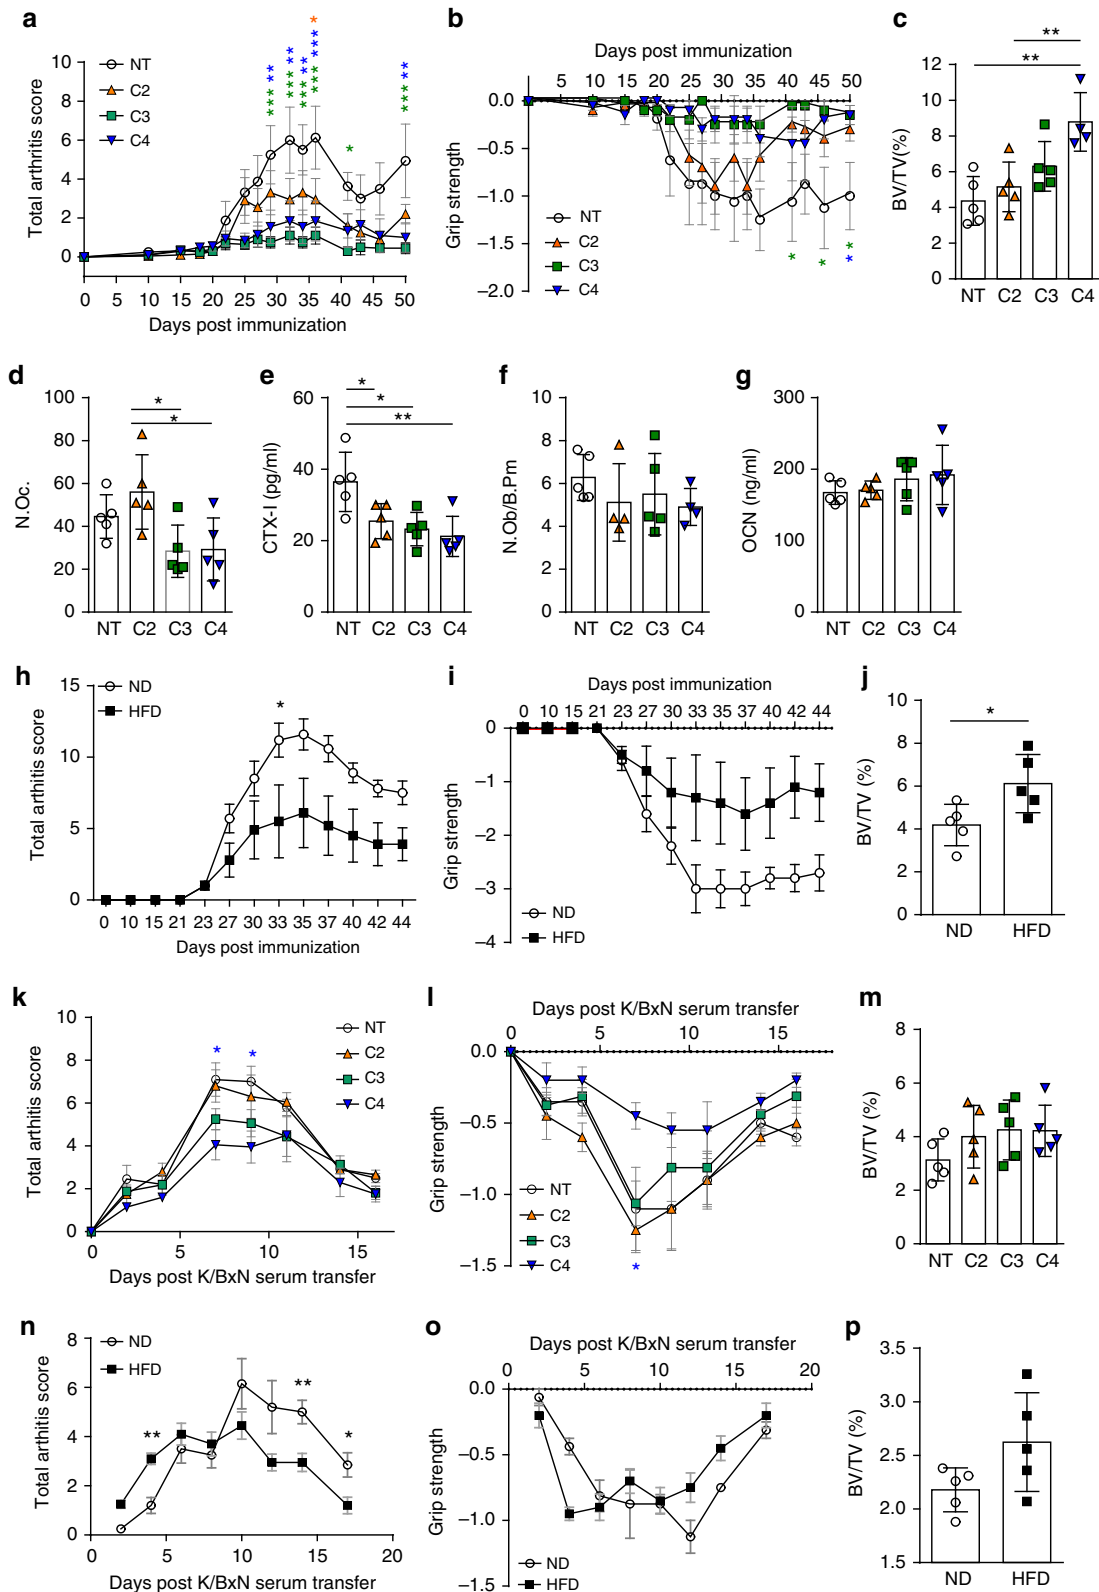 a
Total arthritis score
10
8
6
4
2
0
NT
C2
C3
C4
*
***
***
**
***
**
***
***
***
*
**
***
0 5 10 15 20 25 30 35 40 45 50
Days post immunization
b
Days post immunization
5 10 15 20 25 30 35 40 45 50
Grip strength
0.0
−0.5
−1.0
−1.5
−2.0
NT
C2
C3
C4
* * * *
c
BV/TV(%)
12
10
8
6
4
2
0
**
**
NT C2 C3 C4
d
N.Oc.
100
80
60
40
20
0
*
*
NT C2 C3 C4
e
CTX-I (pg/ml)
60
40
20
0
*
*
**
NT C2 C3 C4
f
N.Ob/B.Pm
10
8
6
4
2
0
NT C2 C3 C4
g
OCN (ng/ml)
300
200
100
0
NT C2 C3 C4
h
Total arthitis score
15
10
5
0
ND
HFD
*
0 10 15 21 23 27 30 33 35 37 40 42 44
Days post immunization
i
Days post immunization
0 10 15 21 23 27 30 33 35 37 40 42 44
Grip strength
0
−1
−2
−3
−4
ND
HFD
j
BV/TV (%)
10
8
6
4
2
0
*
ND HFD
k
Total arthitis score
10
8
6
4
2
0
NT
C2
C3
C4
* *
0 5 10 15
Days post K/BxN serum transfer
l
Days post K/BxN serum transfer
0 5 10 15
Grip strength
0.0
−0.5
−1.0
−1.5
NT
C2
C3
C4
*
m
BV/TV (%)
8
6
4
2
0
NT C2 C3 C4
n
Total arthitis score
8
6
4
2
0
ND
HFD
** ** *
0 5 10 15 20
Days post K/BxN serum transfer
o
Days post K/BxN serum transfer
0 5 10 15 20
Grip strength
−0.0
−0.5
−1.0
−1.5
ND
HFD
p
BV/TV (%)
3.5
3.0
2.5
2.0
1.5
ND HFD